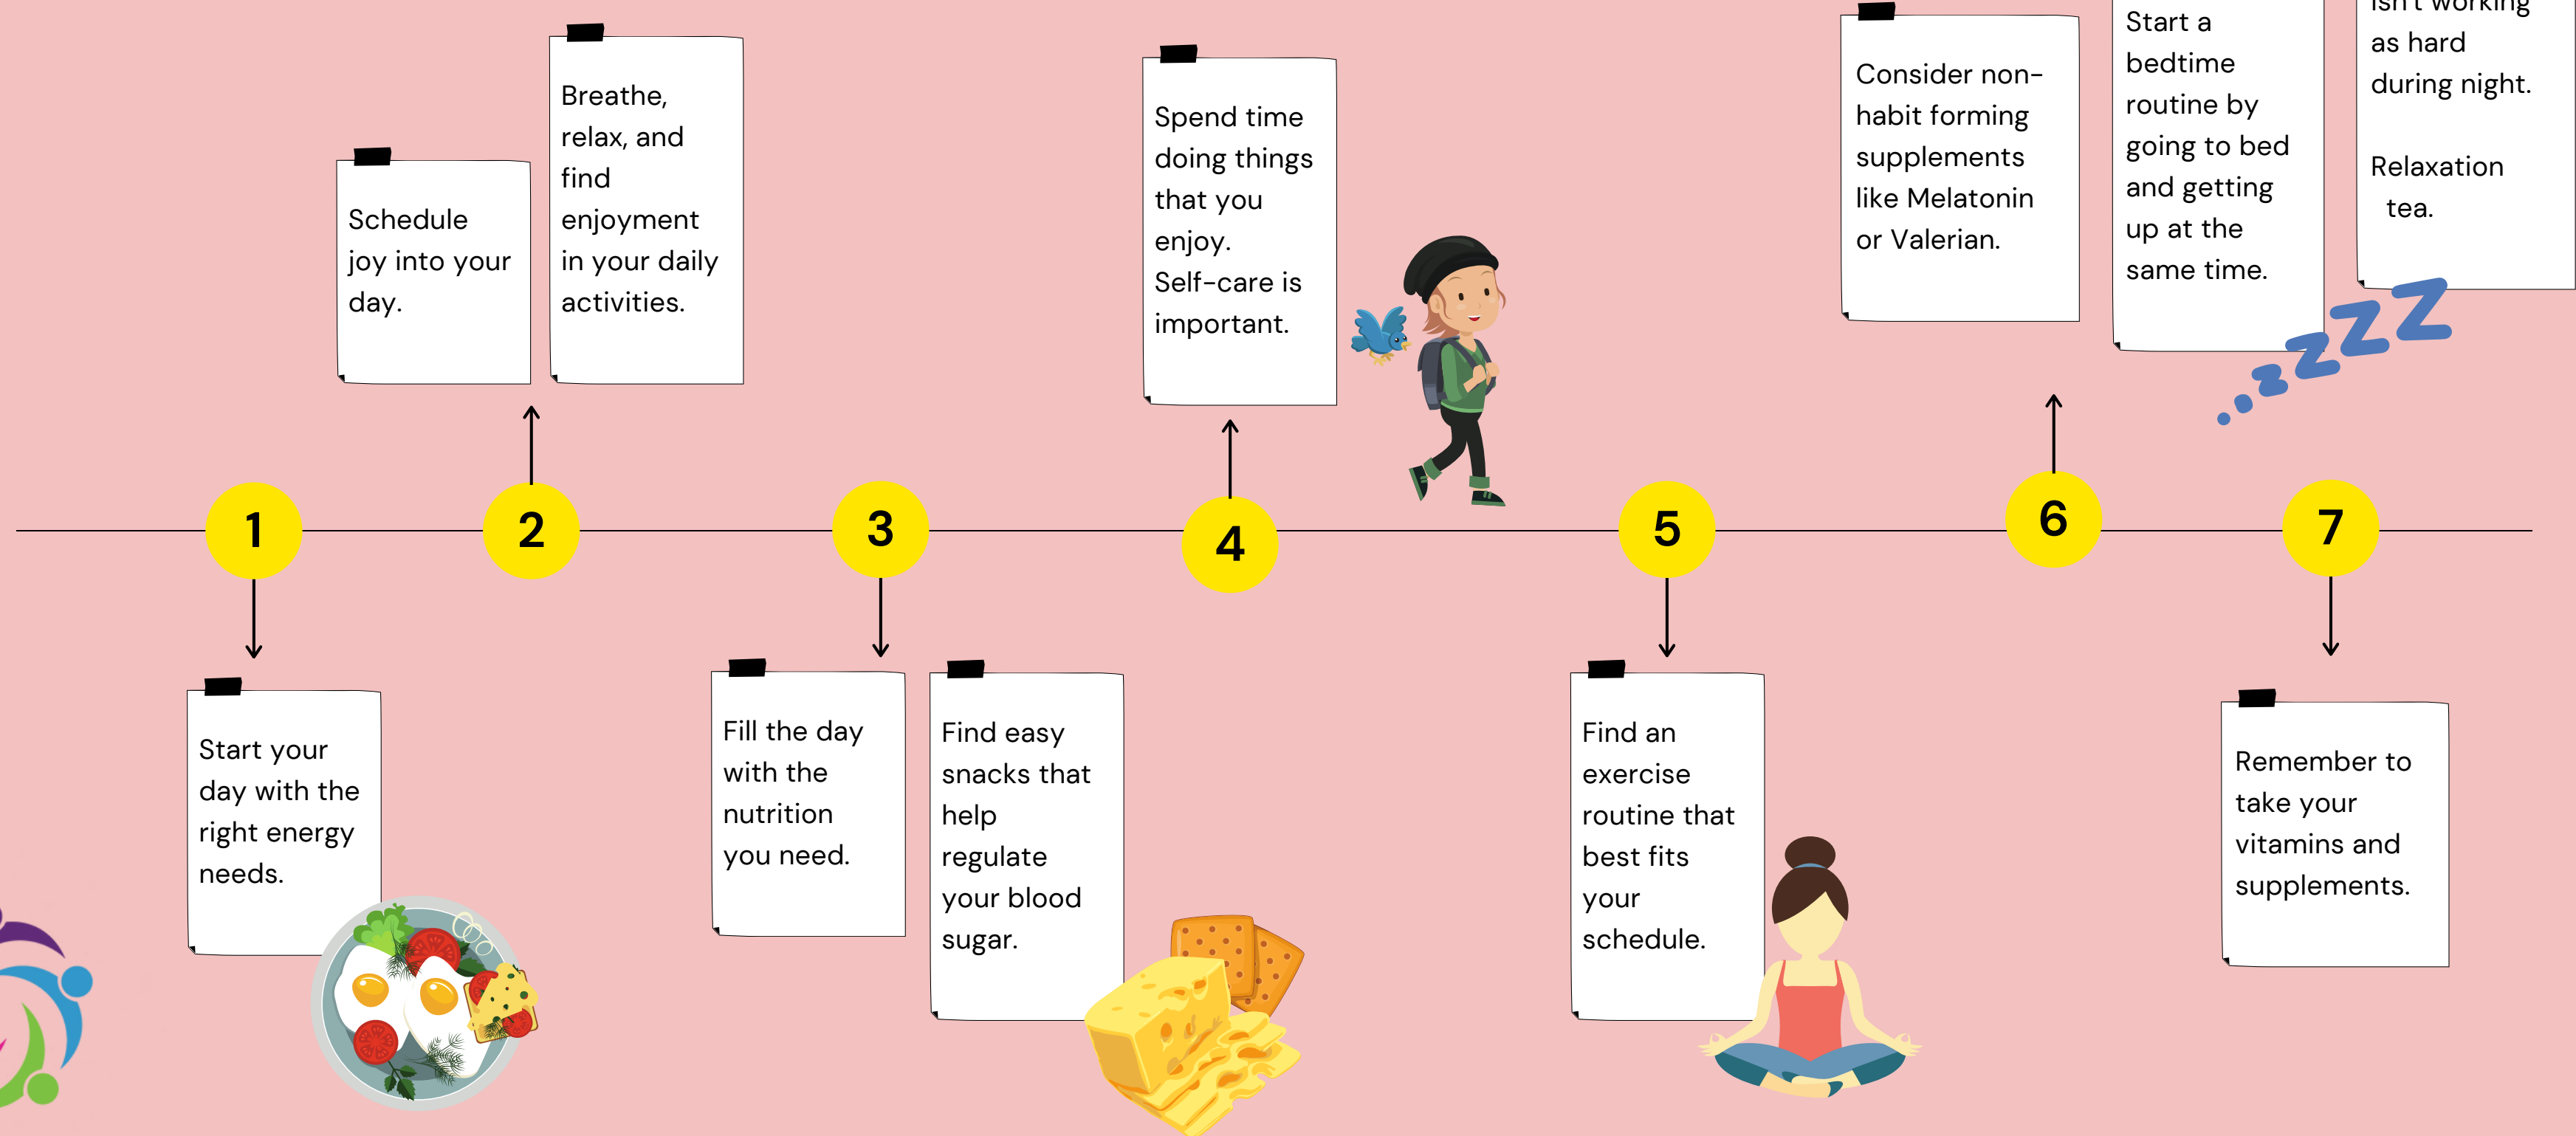 Schedule
joy into your
day.
Breathe,
relax, and
find
enjoyment
in your daily
activities.
Spend time
doing things
that you
enjoy.
Self-care is
important.
Consider non-
habit forming
supplements
like Melatonin
or Valerian.
Start a
bedtime
routine by
going to bed
and getting
up at the
same time.
isn't working
as hard
during night.
Relaxation
tea.
zzzz
1
2
3
4
5
6
7
Start your
day with the
right energy
needs.
Fill the day
with the
nutrition
you need.
Find easy
snacks that
help
regulate
your blood
sugar.
Find an
exercise
routine that
best fits
your
schedule.
Remember to
take your
vitamins and
supplements.